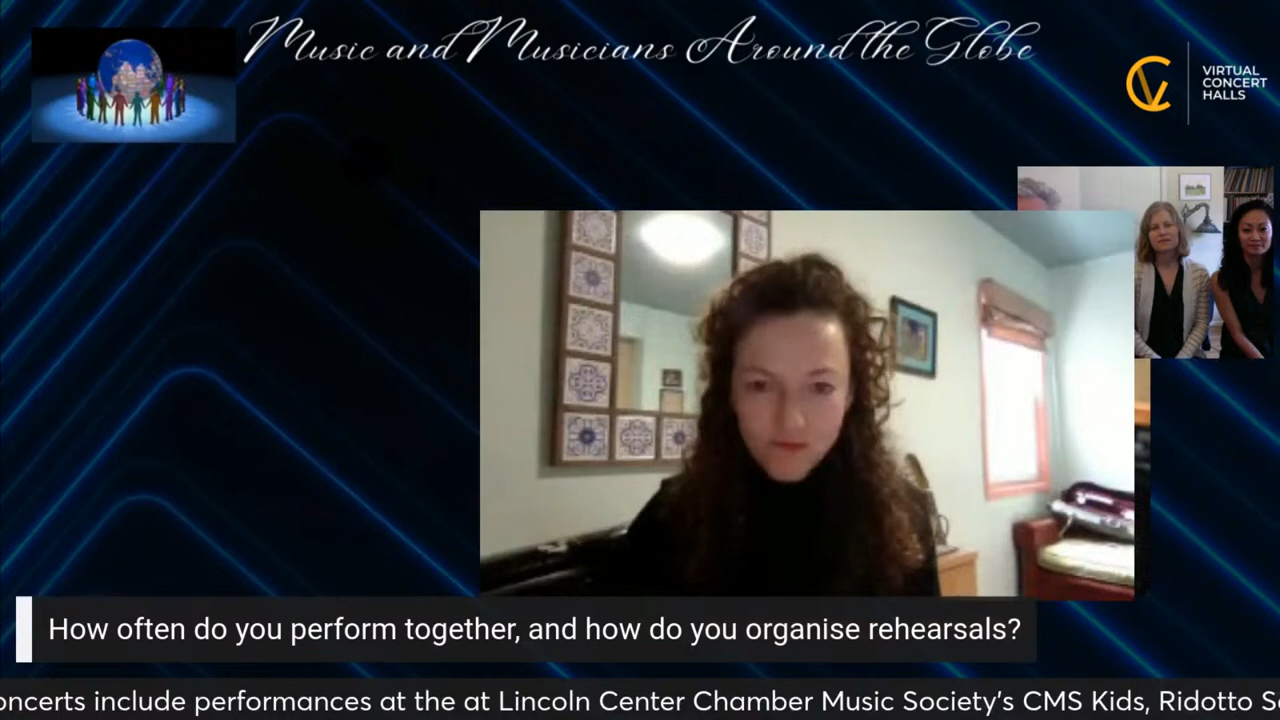 Music and Musicians Around the Globe
VIRTUAL
CONCERT
HALLS
How often do you perform together, and how do you organise rehearsals?
oncerts include performances at the at Lincoln Center Chamber Music Society's CMS Kids, Ridotto